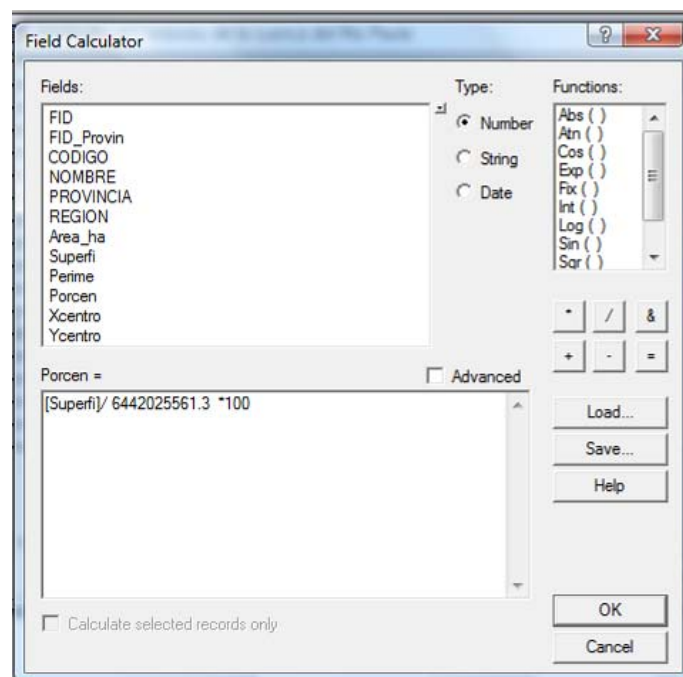 Field Calculator
Fields:
FID
FID_Provin
CODIGO
NOMBRE
PROVINCIA
REGION
Area_ha
Superfi
Perime
Porcen
Xcentro
Ycentro
Type:
Number
String
Date
Functions:
Abs ( )
Atn ( )
Cos ( )
Exp ( )
Fix ( )
Int ( )
Log ( )
Sin ( )
Sqr ( )
* / &
+ - =
Porcen =
Advanced
[Superfi]/ 6442025561.3 *100
Load...
Save...
Help
Calculate selected records only
OK
Cancel